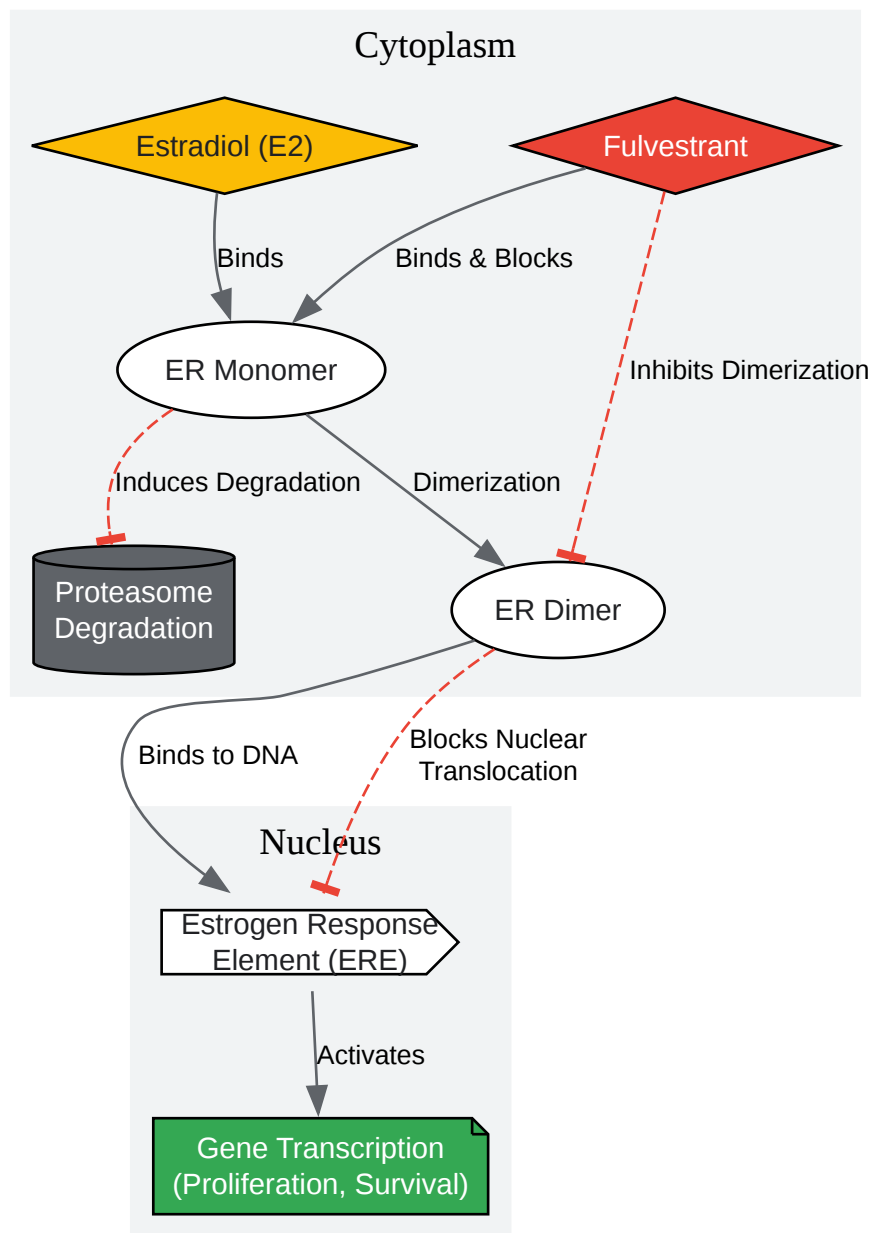 Cytoplasm
Estradiol (E2)
Fulvestrant
Binds
Binds & Blocks
ER Monomer
Inhibits Dimerization
Induces Degradation
Dimerization
Proteasome
Degradation
ER Dimer
Binds to DNA
Blocks Nuclear
Translocation
Nucleus
Estrogen Response
Element (ERE)
Activates
Gene Transcription
(Proliferation, Survival)